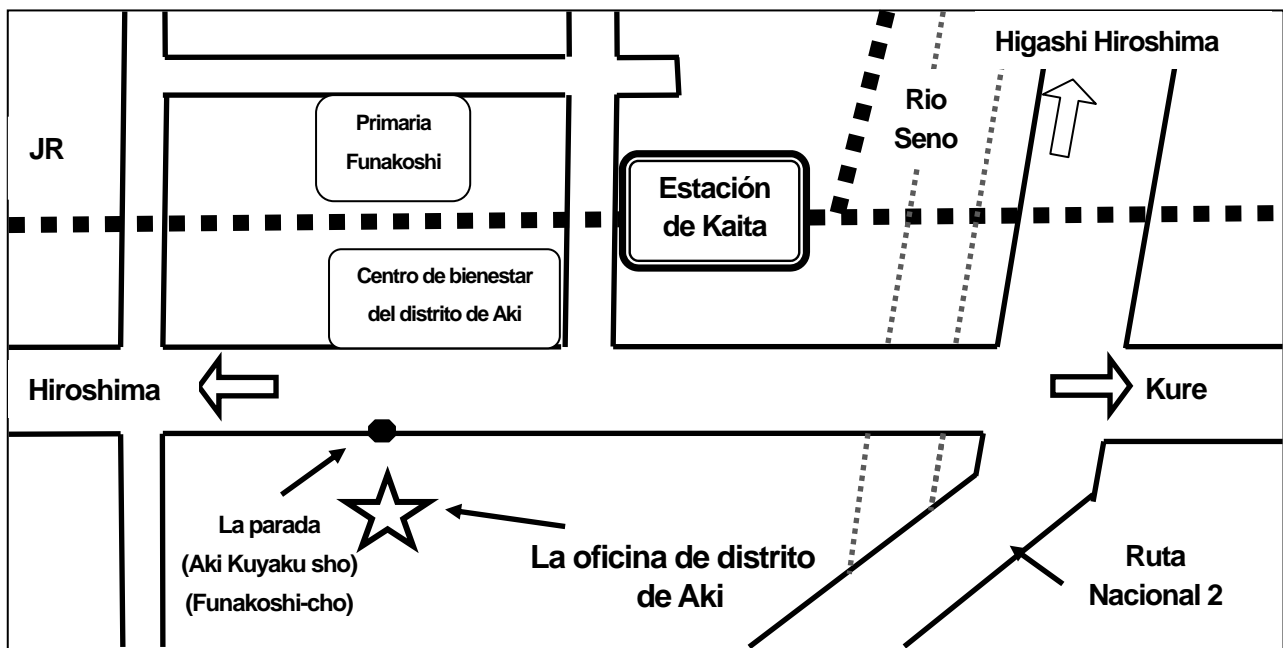 Higashi Hiroshima
JR
Primaria
Funakoshi
Rio
Seno
Estación
de Kaita
Centro de bienestar
del distrito de Aki
Hiroshima
Kure
La parada
(Aki Kuyaku sho)
(Funakoshi-cho)
La oficina de distrito
de Aki
Ruta
Nacional 2